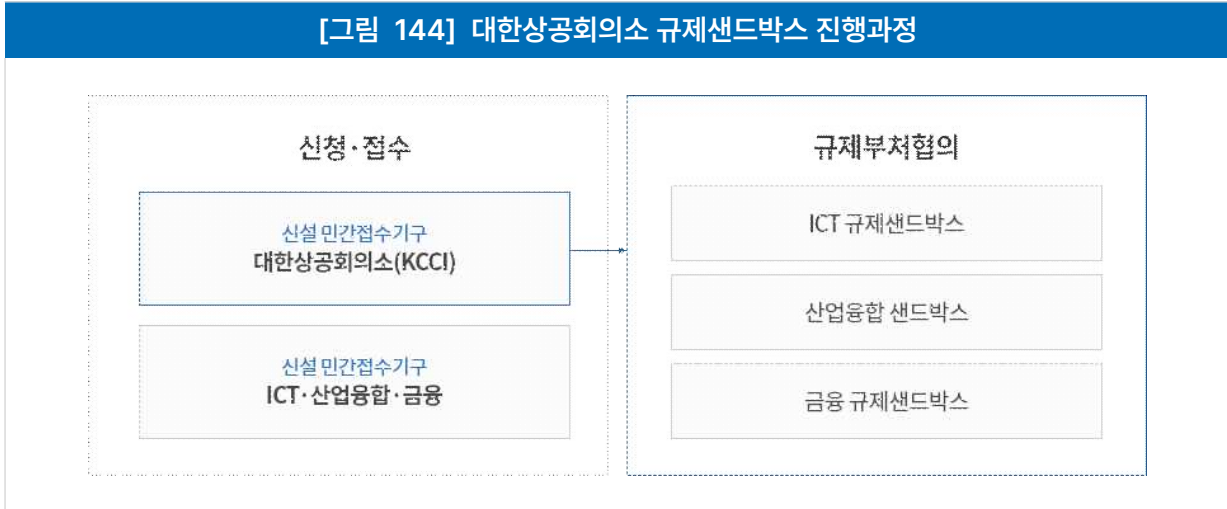 [그림 144] 대한상공회의소 규제샌드박스 진행과정
신청·접수
신설 민간접수기구
대한상공회의소(KCCI)
신설 민간접수기구
ICT·산업융합·금융
규제부처협의
ICT 규제샌드박스
산업융합 샌드박스
금융 규제샌드박스